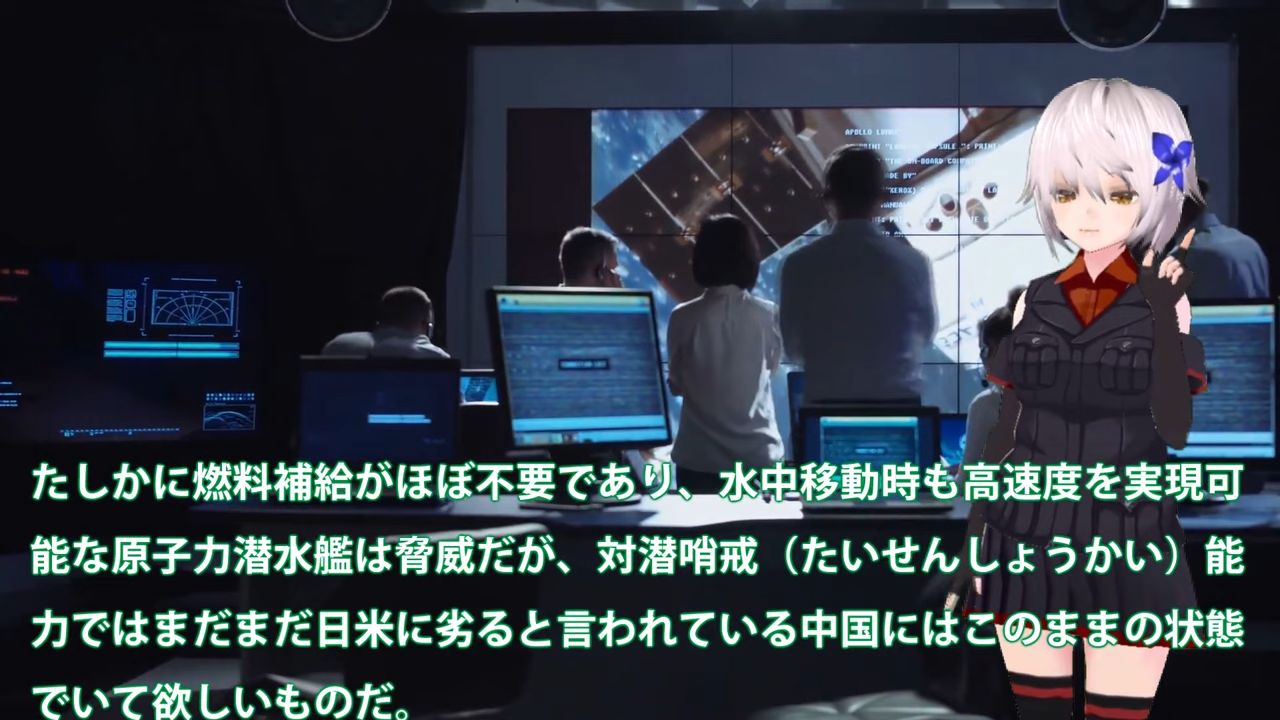 APOLLO LUNAR
たしかに燃料補給がほぼ不要であり、水中移動時も高速度を実現可
能な原子力潜水艦は脅威だが、対潜哨戒（たいせんしょうかい）能
力ではまだまだ日米に劣ると言われている中国にはこのままの状態
でいて欲しいものだ。